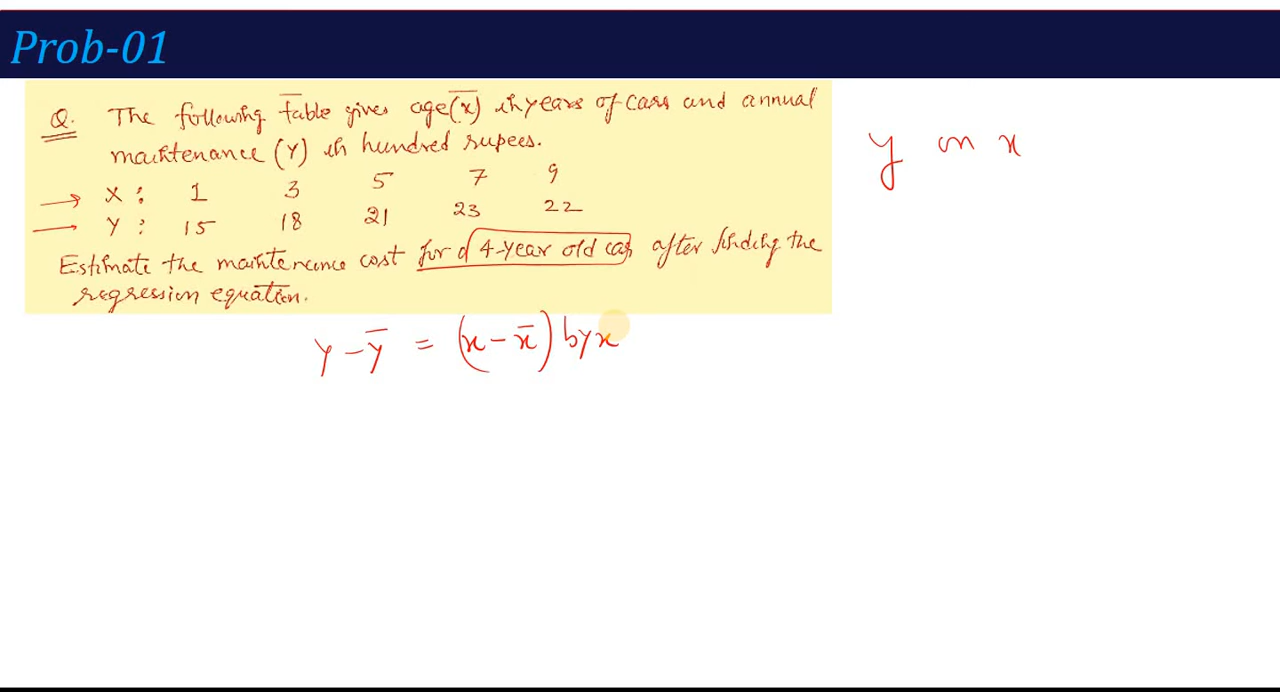 Prob-01
Q. The following table gives age (x) in years of cars and annual
maintenance (Y) in hundred rupees.
→ X : 1 3 5 7 9
→ Y : 15 18 21 23 22
Estimate the maintenance cost for a 4-year old car after finding the
regression equation.
y on x
y - ȳ = (x - x̄) byx